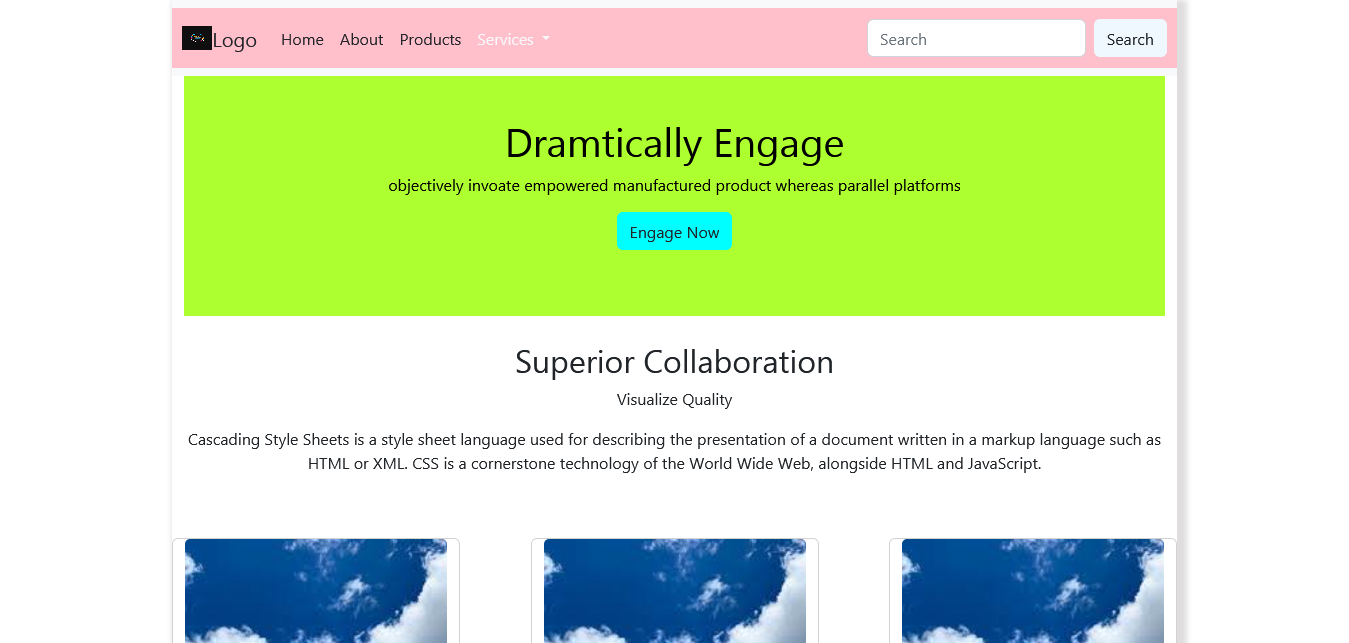 Logo Home About Products Services Search Search
Dramtically Engage
objectively invoate empowered manufactured product whereas parallel platforms
Engage Now
Superior Collaboration
Visualize Quality
Cascading Style Sheets is a style sheet language used for describing the presentation of a document written in a markup language such as
HTML or XML. CSS is a cornerstone technology of the World Wide Web, alongside HTML and JavaScript.